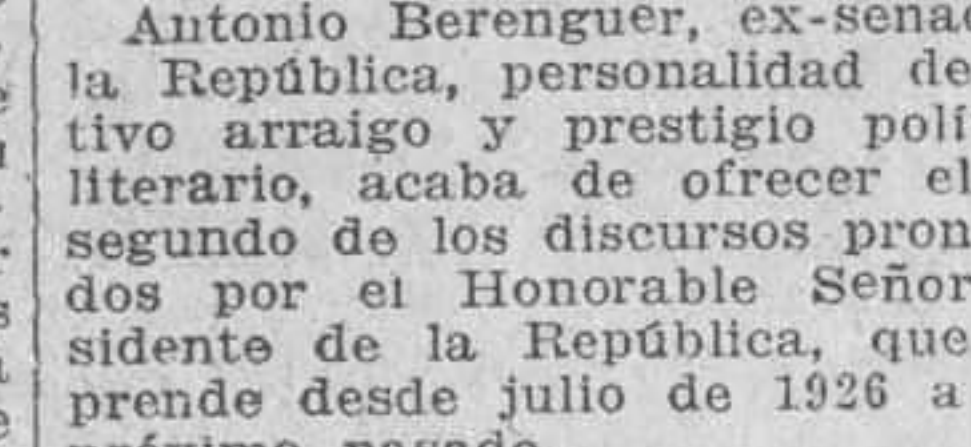 Antonio Berenguer, ex-senad
la República, personalidad de
tivo arraigo y prestigio polí
literario, acaba de ofrecer el
segundo de los discursos pron
dos por el Honorable Señor
sidente de la República, que
prende desde julio de 1926 a